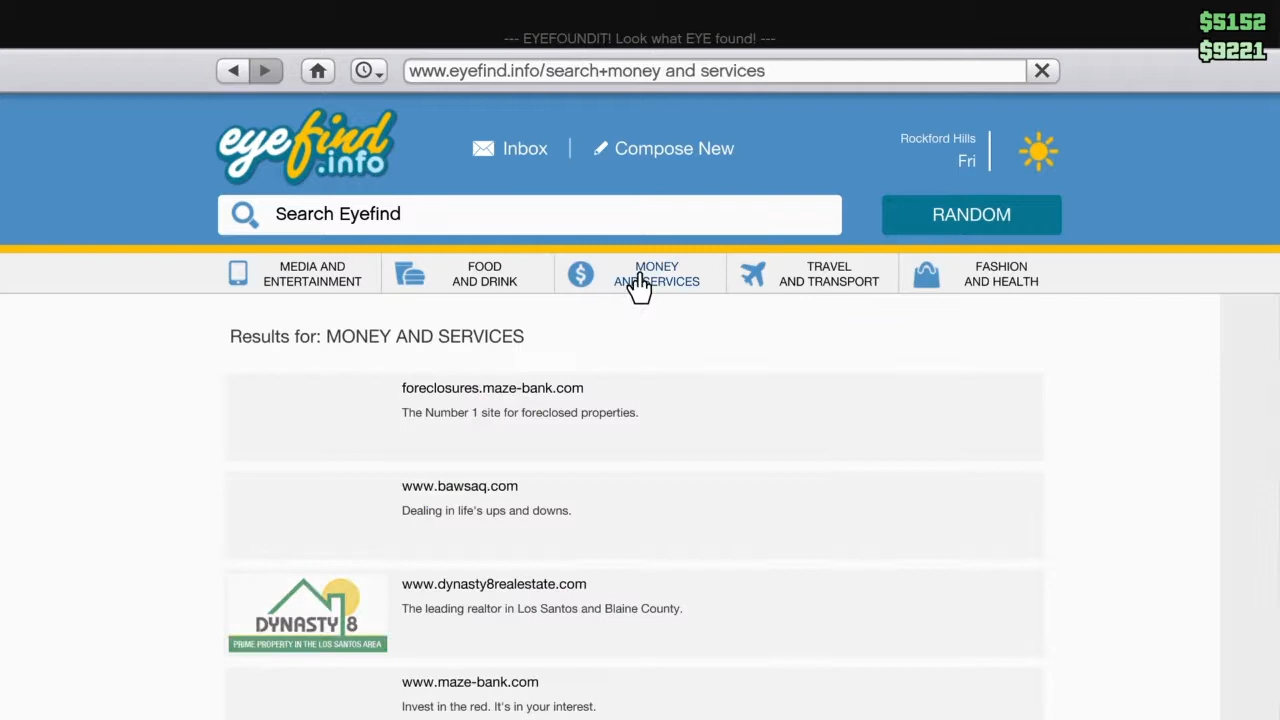 $5152
--- EYEFOUNDIT! Look what EYE found! ---
$9221
www.eyefind.info/search+money and services
eyefind
.info
Inbox
Compose New
Rockford Hills
Fri
Search Eyefind
RANDOM
MEDIA AND
ENTERTAINMENT
FOOD
AND DRINK
MONEY
AND SERVICES
TRAVEL
AND TRANSPORT
FASHION
AND HEALTH
Results for: MONEY AND SERVICES
foreclosures.maze-bank.com
The Number 1 site for foreclosed properties.
www.bawsaq.com
Dealing in life's ups and downs.
DYNASTY 8
PRIME PROPERTY IN THE LOS SANTOS AREA
www.dynasty8realestate.com
The leading realtor in Los Santos and Blaine County.
www.maze-bank.com
Invest in the red. It's in your interest.